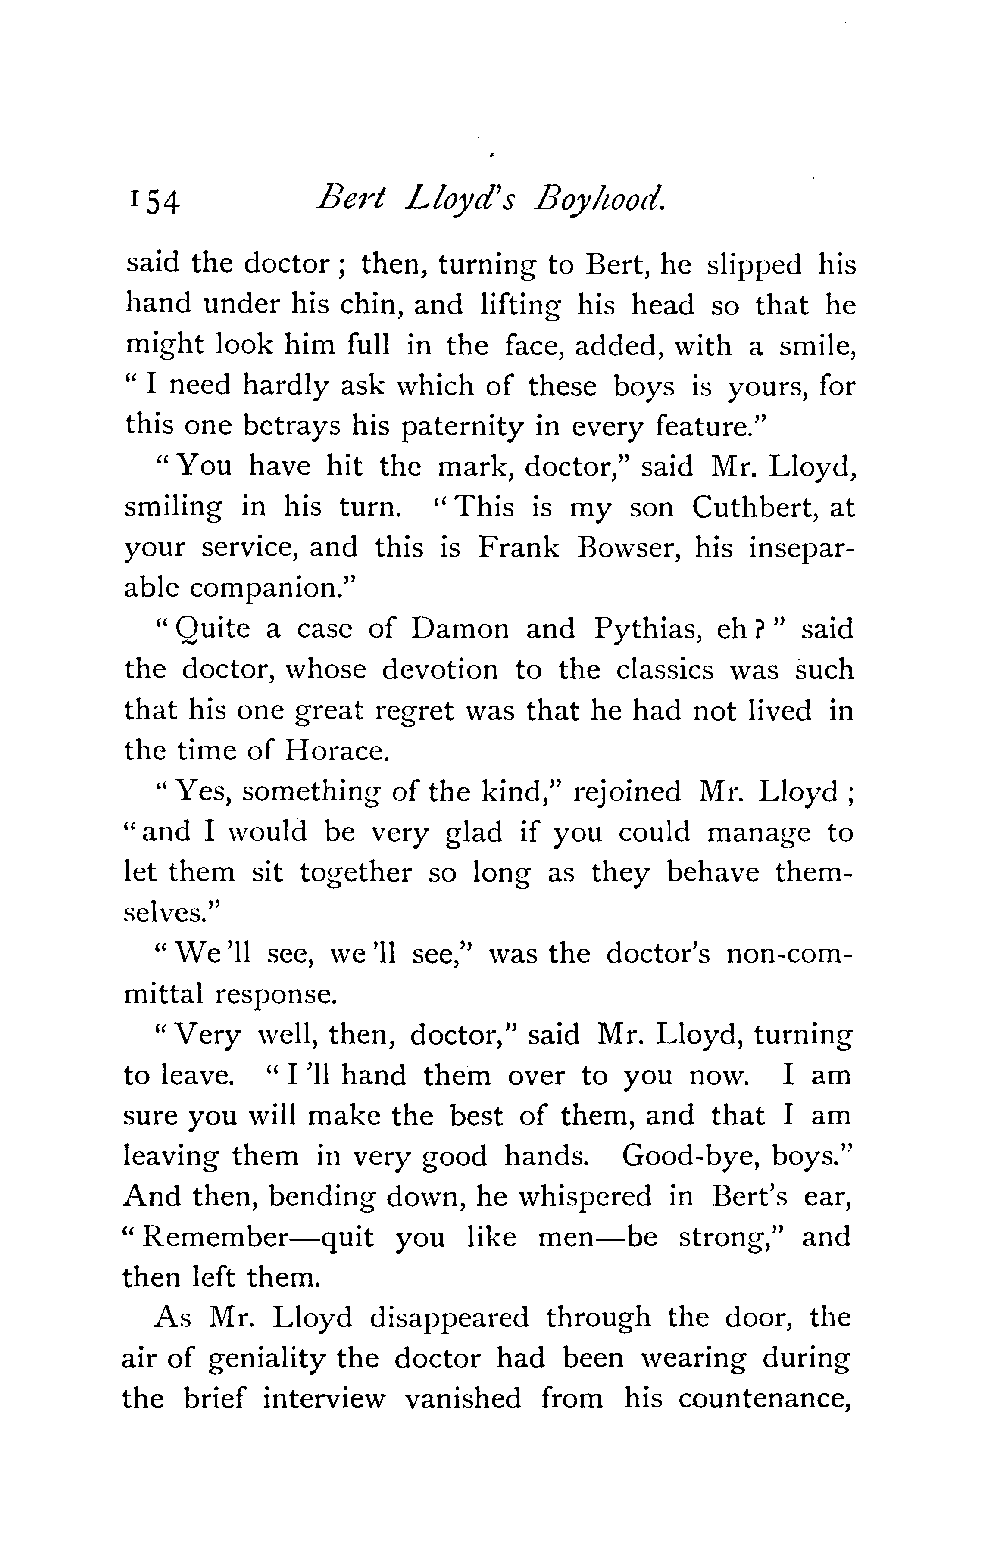 154 Bert Lloyd's Boyhood.
said the doctor ; then, turning to Bert, he slipped his
hand under his chin, and lifting his head so that he
might look him full in the face, added, with a smile,
“ I need hardly ask which of these boys is yours, for
this one betrays his paternity in every feature.”
“ You have hit the mark, doctor,” said Mr. Lloyd,
smiling in his turn. “ This is my son Cuthbert, at
your service, and this is Frank Bowser, his insepar-
able companion.”
“ Quite a case of Damon and Pythias, eh ? ” said
the doctor, whose devotion to the classics was such
that his one great regret was that he had not lived in
the time of Horace.
“ Yes, something of the kind,” rejoined Mr. Lloyd ;
“ and I would be very glad if you could manage to
let them sit together so long as they behave them-
selves.”
“ We 'll see, we 'll see,” was the doctor's non-com-
mittal response.
“ Very well, then, doctor,” said Mr. Lloyd, turning
to leave. “ I 'll hand them over to you now. I am
sure you will make the best of them, and that I am
leaving them in very good hands. Good-bye, boys.”
And then, bending down, he whispered in Bert's ear,
“ Remember—quit you like men—be strong,” and
then left them.
As Mr. Lloyd disappeared through the door, the
air of geniality the doctor had been wearing during
the brief interview vanished from his countenance,